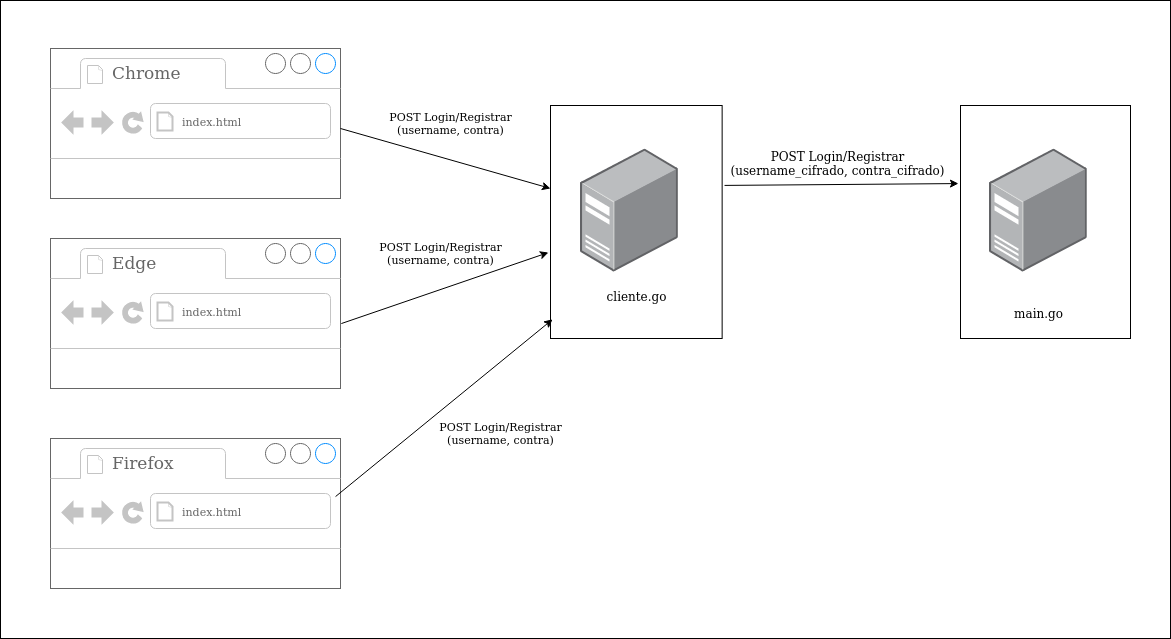 Chrome
index.html
POST Login/Registrar
(username, contra)
Edge
index.html
POST Login/Registrar
(username, contra)
Firefox
index.html
POST Login/Registrar
(username, contra)
cliente.go
POST Login/Registrar
(username_cifrado, contra_cifrado)
main.go